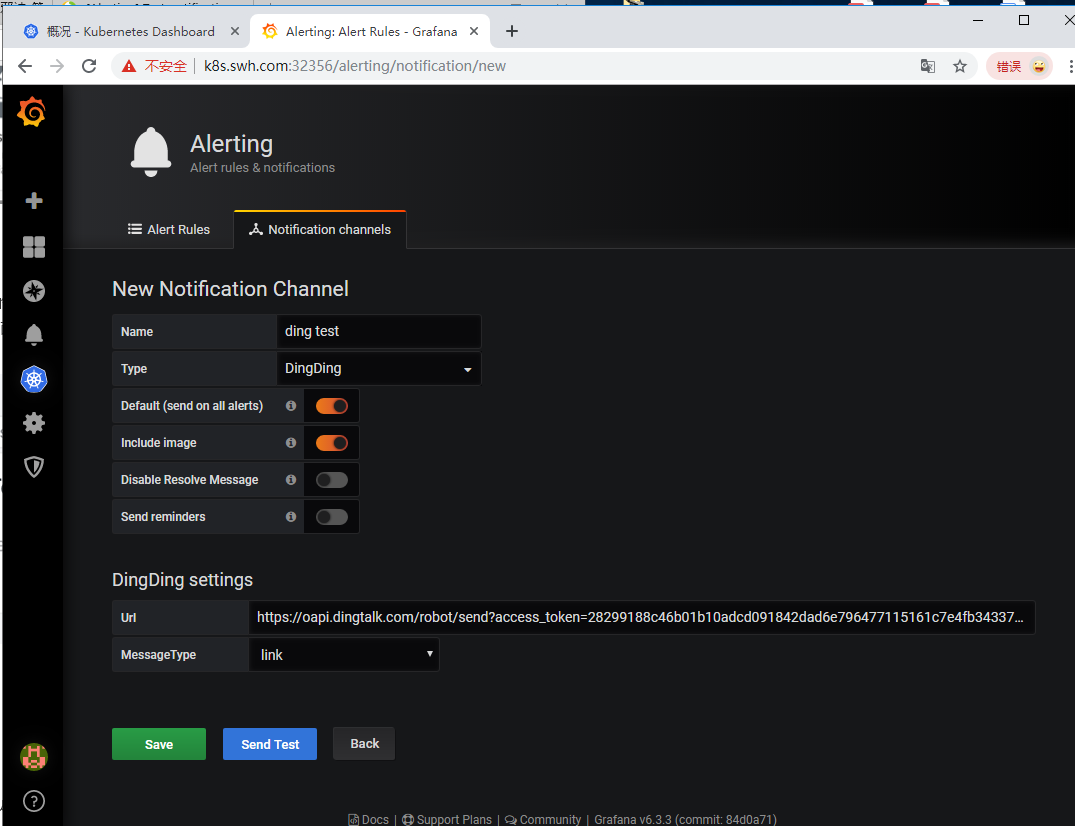 概况 - Kubernetes Dashboard
Alerting: Alert Rules - Grafana
不安全
k8s.swh.com:32356/alerting/notification/new
错误
Alerting
Alert rules & notifications
Alert Rules
Notification channels
New Notification Channel
Name
ding test
Type
DingDing
Default (send on all alerts)
Include image
Disable Resolve Message
Send reminders
DingDing settings
Url
https://oapi.dingtalk.com/robot/send?access_token=28299188c46b01b10adcd091842dad6e796477115161c7e4fb34337...
MessageType
link
Save
Send Test
Back
Docs | Support Plans | Community | Grafana v6.3.3 (commit: 84d0a71)